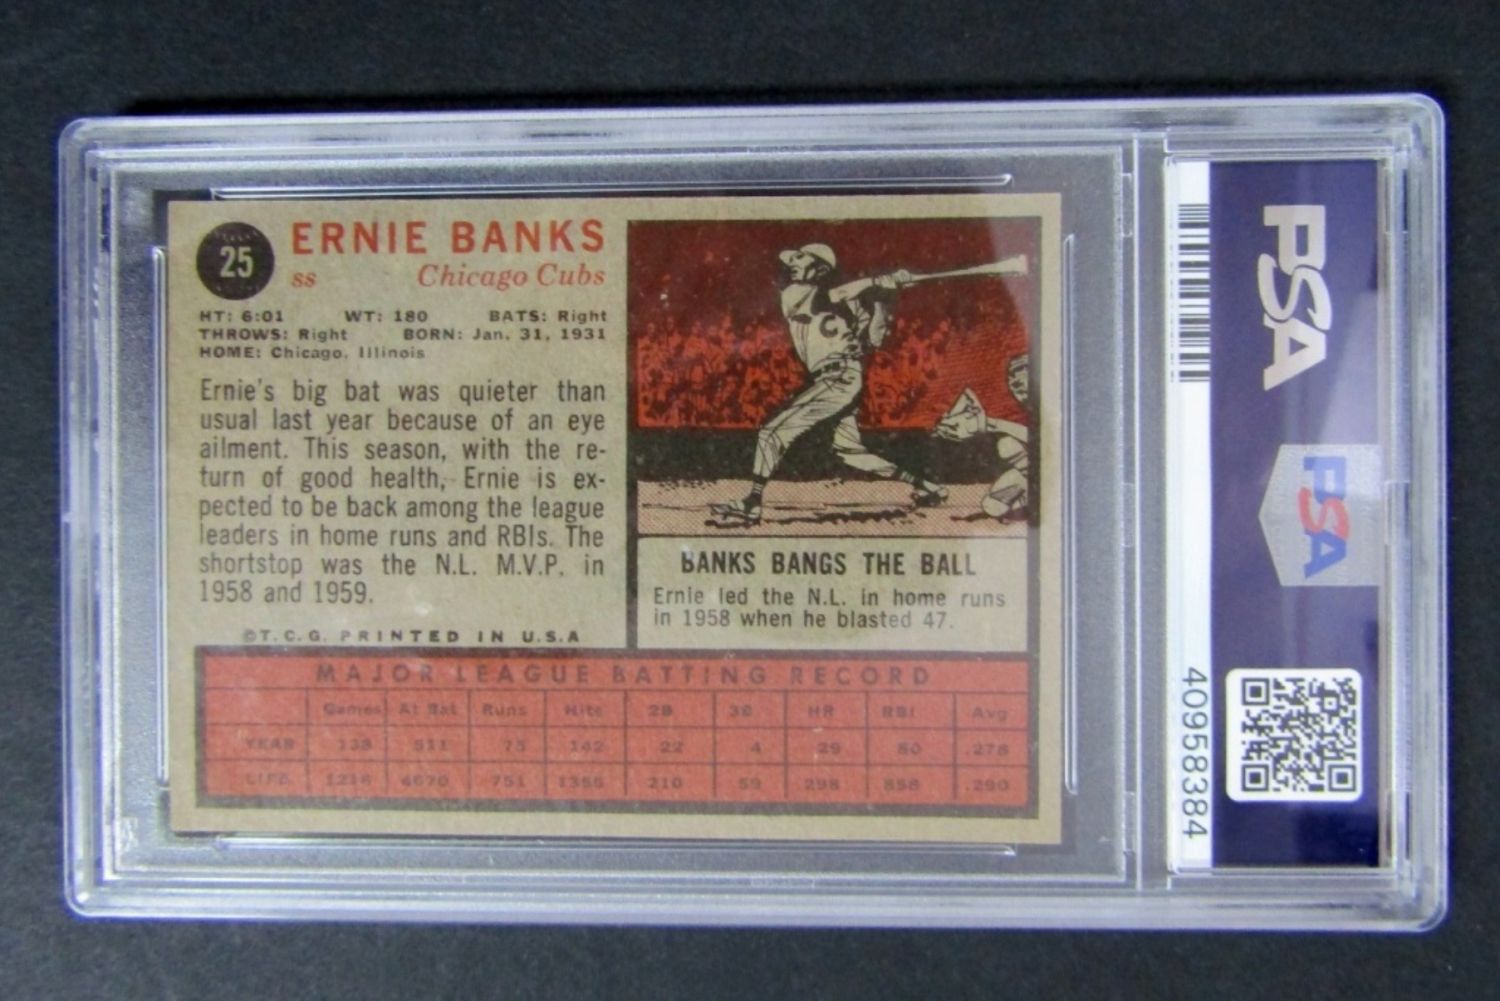 25
ERNIE BANKS
ss Chicago Cubs
HT: 6:01 WT: 180 BATS: Right
THROWS: Right BORN: Jan. 31, 1931
HOME: Chicago, Illinois
Ernie's big bat was quieter than
usual last year because of an eye
ailment. This season, with the re-
turn of good health, Ernie is ex-
pected to be back among the league
leaders in home runs and RBIs. The
shortstop was the N.L. M.V.P. in
1958 and 1959.
©T.C.G. PRINTED IN U.S.A
BANKS BANGS THE BALL
Ernie led the N.L. in home runs
in 1958 when he blasted 47.
MAJOR LEAGUE BATTING RECORD
Games At Bat Runs Hits 2B 3B HR RBI Avg
YEAR 138 511 75 142 22 4 29 80 .278
LIFE 1216 4670 751 1355 210 59 298 858 .290
PSA
PSA
40958384